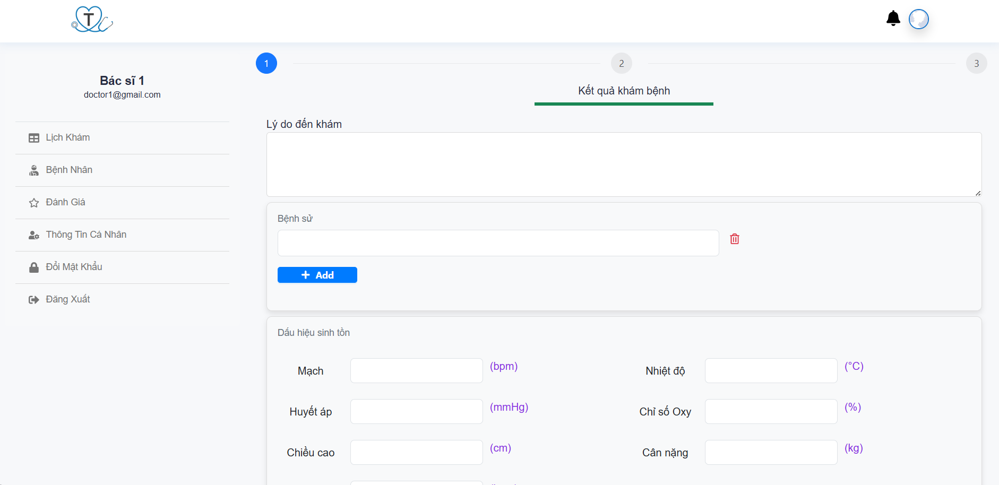 T
Bác sĩ 1
doctor1@gmail.com
Lịch Khám
Bệnh Nhân
Đánh Giá
Thông Tin Cá Nhân
Đổi Mật Khẩu
Đăng Xuất
1
2
3
Kết quả khám bệnh
Lý do đến khám
Bệnh sử
Add
Dấu hiệu sinh tồn
Mạch (bpm) Nhiệt độ (°C)
Huyết áp (mmHg) Chỉ số Oxy (%)
Chiều cao (cm) Cân nặng (kg)